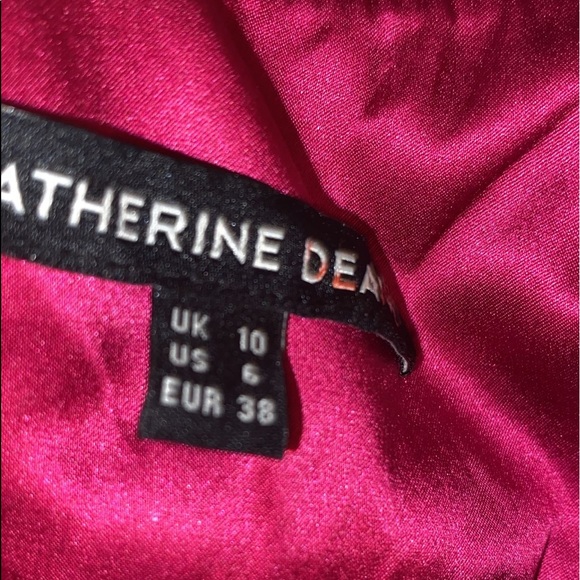 ATHERINE DEA
UK 10
US 6
EUR 38